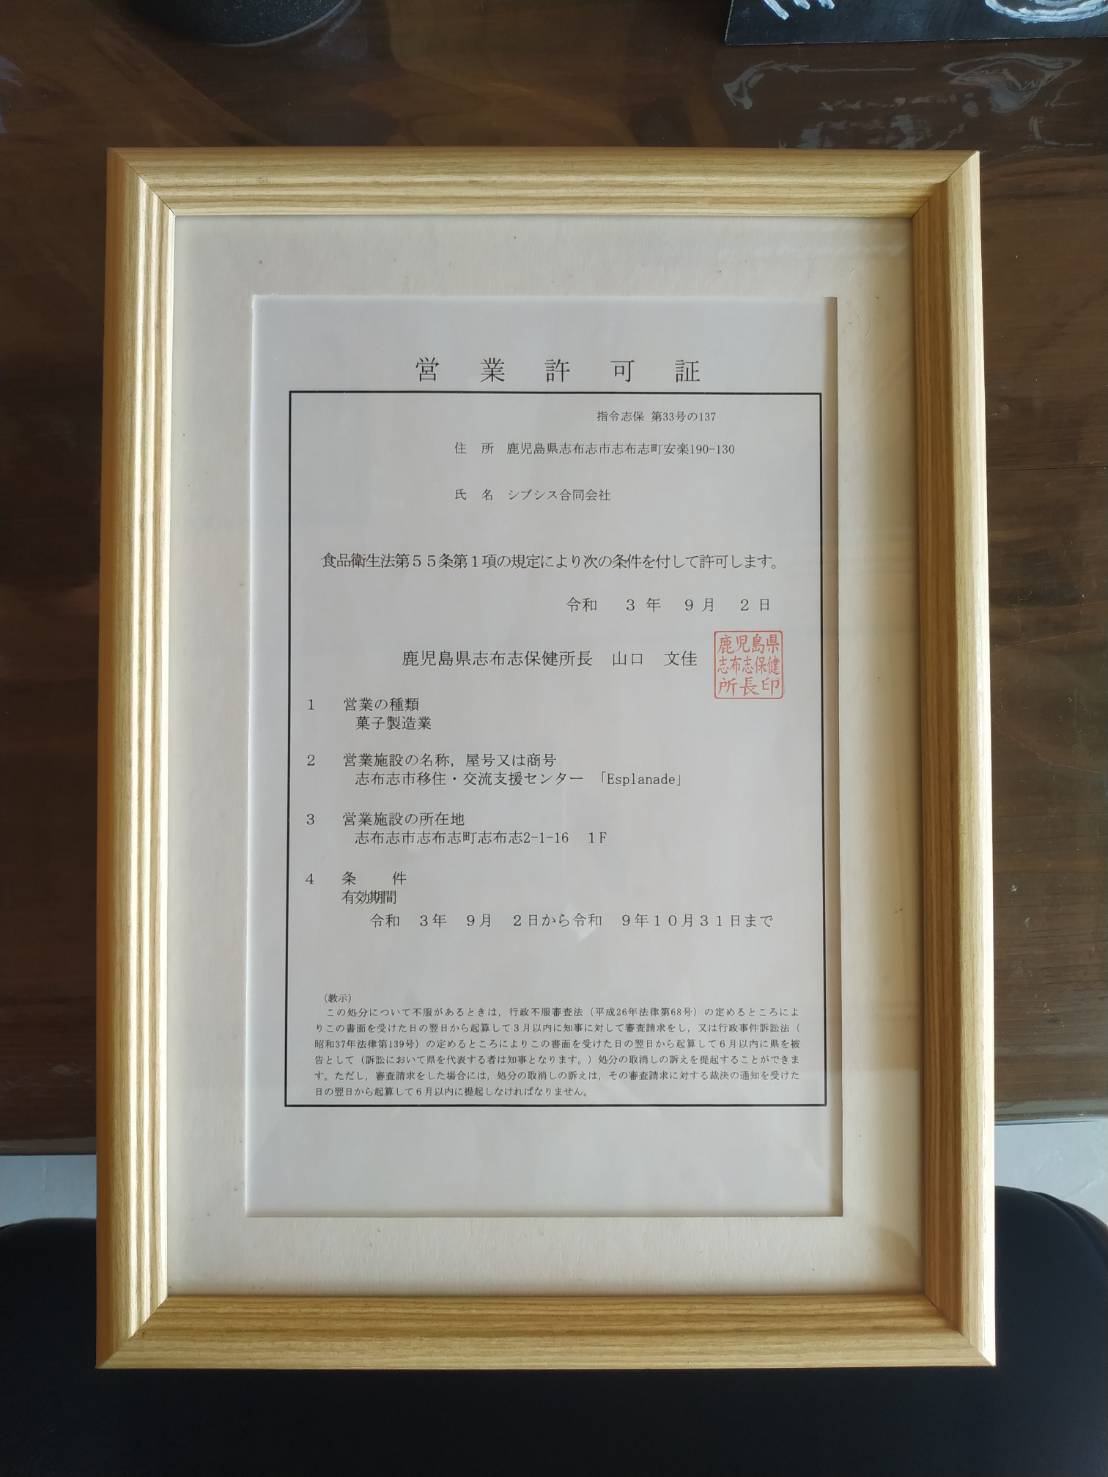 営業許可証
指令志保 第33号の137
住 所 鹿児島県志布志市志布志町安楽190-130
氏 名 シブシス合同会社
食品衛生法第55条第1項の規定により次の条件を付して許可します。
令和 3年 9月 2日
鹿児島県志布志保健所長 山口 文佳
鹿児島県
志布志保健
所長印
1 営業の種類
菓子製造業
2 営業施設の名称，屋号又は商号
志布志市移住・交流支援センター 「Esplanade」
3 営業施設の所在地
志布志市志布志町志布志2-1-16 1F
4 条 件
有効期間
令和 3年 9月 2日から令和 9年10月31日まで
（教示）
この処分について不服があるときは，行政不服審査法（平成26年法律第68号）の定めるところによ
りこの書面を受けた日の翌日から起算して3月以内に知事に対して審査請求をし，又は行政事件訴訟法（
昭和37年法律第139号）の定めるところによりこの書面を受けた日の翌日から起算して6月以内に県を被
告として（訴訟において県を代表する者は知事となります。）処分の取消しの訴えを提起することができま
す。ただし，審査請求をした場合には，処分の取消しの訴えは，その審査請求に対する裁決の通知を受けた
日の翌日から起算して6月以内に提起しなければなりません。